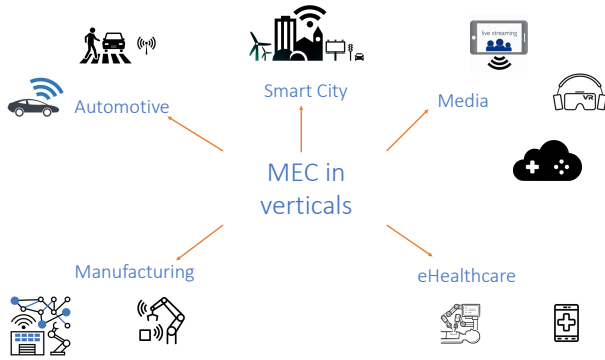 live streaming
Smart City
Automotive
Media
VR
MEC in
verticals
Manufacturing
eHealthcare